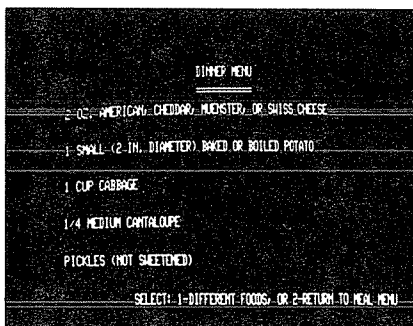 DINNER MENU
2 OZ. AMERICAN, CHEDDAR, MUENSTER, OR SWISS CHEESE
1 SMALL (2-IN. DIAMETER) BAKED OR BOILED POTATO
1 CUP CABBAGE
1/4 MEDIUM CANTALOUPE
PICKLES (NOT SWEETENED)
SELECT: 1-DIFFERENT FOODS, OR 2-RETURN TO MEAL MENU